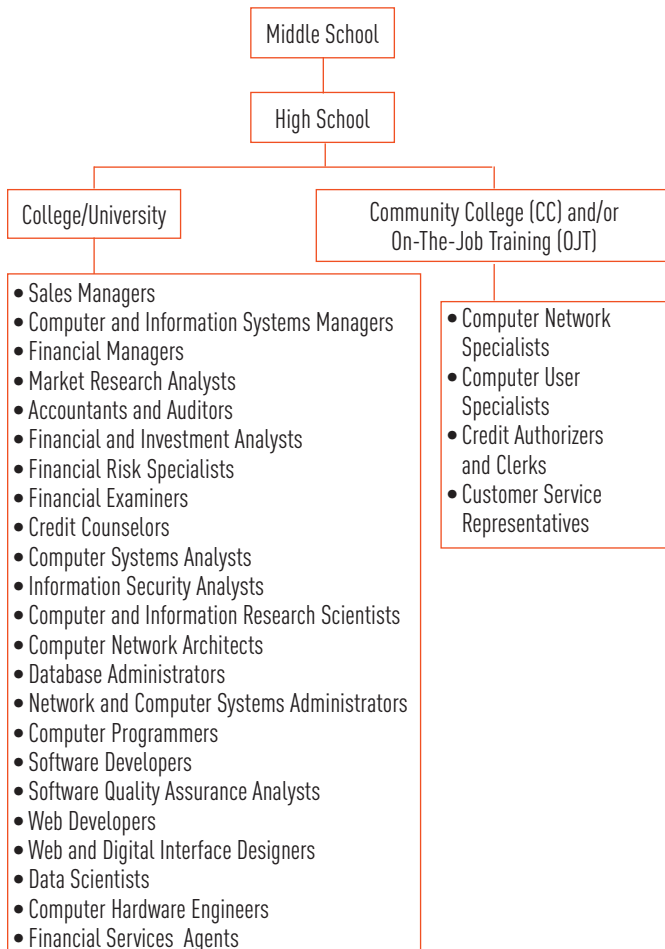 Middle School
High School
College/University
Community College (CC) and/or
On-The-Job Training (OJT)
• Sales Managers
• Computer and Information Systems Managers
• Financial Managers
• Market Research Analysts
• Accountants and Auditors
• Financial and Investment Analysts
• Financial Risk Specialists
• Financial Examiners
• Credit Counselors
• Computer Systems Analysts
• Information Security Analysts
• Computer and Information Research Scientists
• Computer Network Architects
• Database Administrators
• Network and Computer Systems Administrators
• Computer Programmers
• Software Developers
• Software Quality Assurance Analysts
• Web Developers
• Web and Digital Interface Designers
• Data Scientists
• Computer Hardware Engineers
• Financial Services Agents
• Computer Network
Specialists
• Computer User
Specialists
• Credit Authorizers
and Clerks
• Customer Service
Representatives